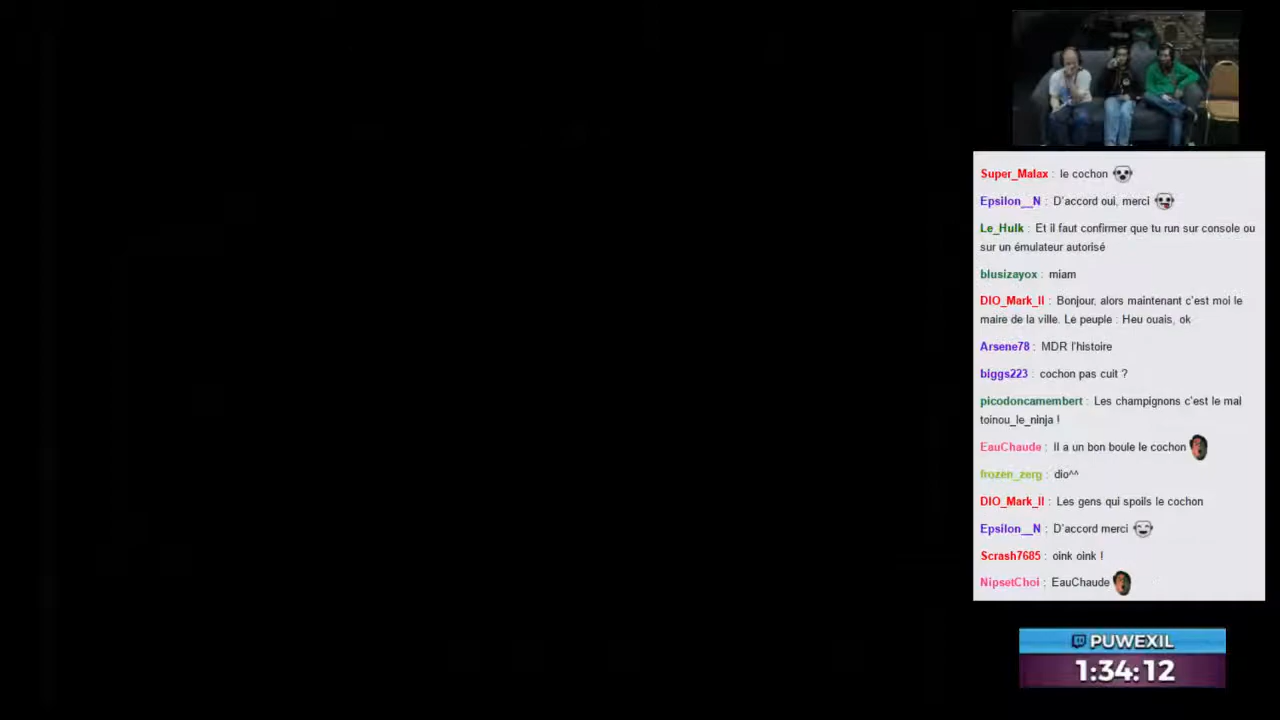 Super_Malax : le cochon
Epsilon__N : D'accord oui, merci
Le_Hulk : Et il faut confirmer que tu run sur console ou
sur un émulateur autorisé
blusizayox : miam
DIO_Mark_II : Bonjour, alors maintenant c'est moi le
maire de la ville. Le peuple : Heu ouais, ok
Arsene78 : MDR l'histoire
biggs223 : cochon pas cuit ?
picodoncamembert : Les champignons c'est le mal
toinou_le_ninja !
EauChaude : Il a un bon boule le cochon
frozen_zerg : dio^^
DIO_Mark_II : Les gens qui spoils le cochon
Epsilon__N : D'accord merci
Scrash7685 : oink oink !
NipsetChoi : EauChaude
PUWEXIL
1:34:12